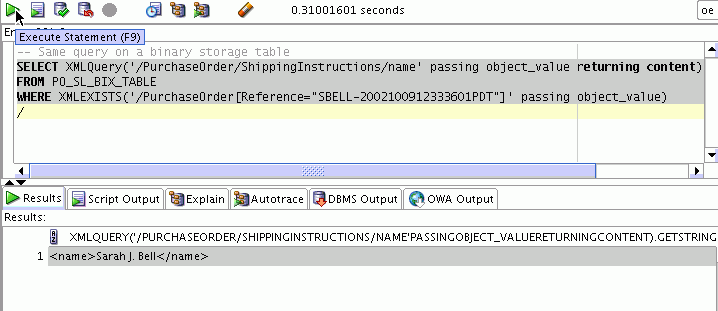 0.31001601 seconds
oe
Execute Statement (F9)
-- Same query on a binary storage table
SELECT XMLQuery('/PurchaseOrder/ShippingInstructions/name' passing object_value returning content)
FROM PO_SL_BIX_TABLE
WHERE XMLEXISTS('/PurchaseOrder[Reference="SBELL-2002100912333601PDT"]' passing object_value)
/
Results Script Output Explain Autotrace DBMS Output OWA Output
Results:
XMLQUERY('/PURCHASEORDER/SHIPPINGINSTRUCTIONS/NAME'PASSINGOBJECT_VALUERETURNINGCONTENT).GETSTRING
1 <name>Sarah J. Bell</name>